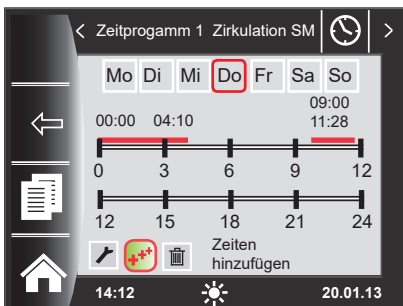 < Zeitprogamm 1 Zirkulation SM >
Mo Di Mi Do Fr Sa So
09:00
00:00 04:10 11:28
0 3 6 9 12
12 15 18 21 24
Zeiten
hinzufügen
14:12 20.01.13